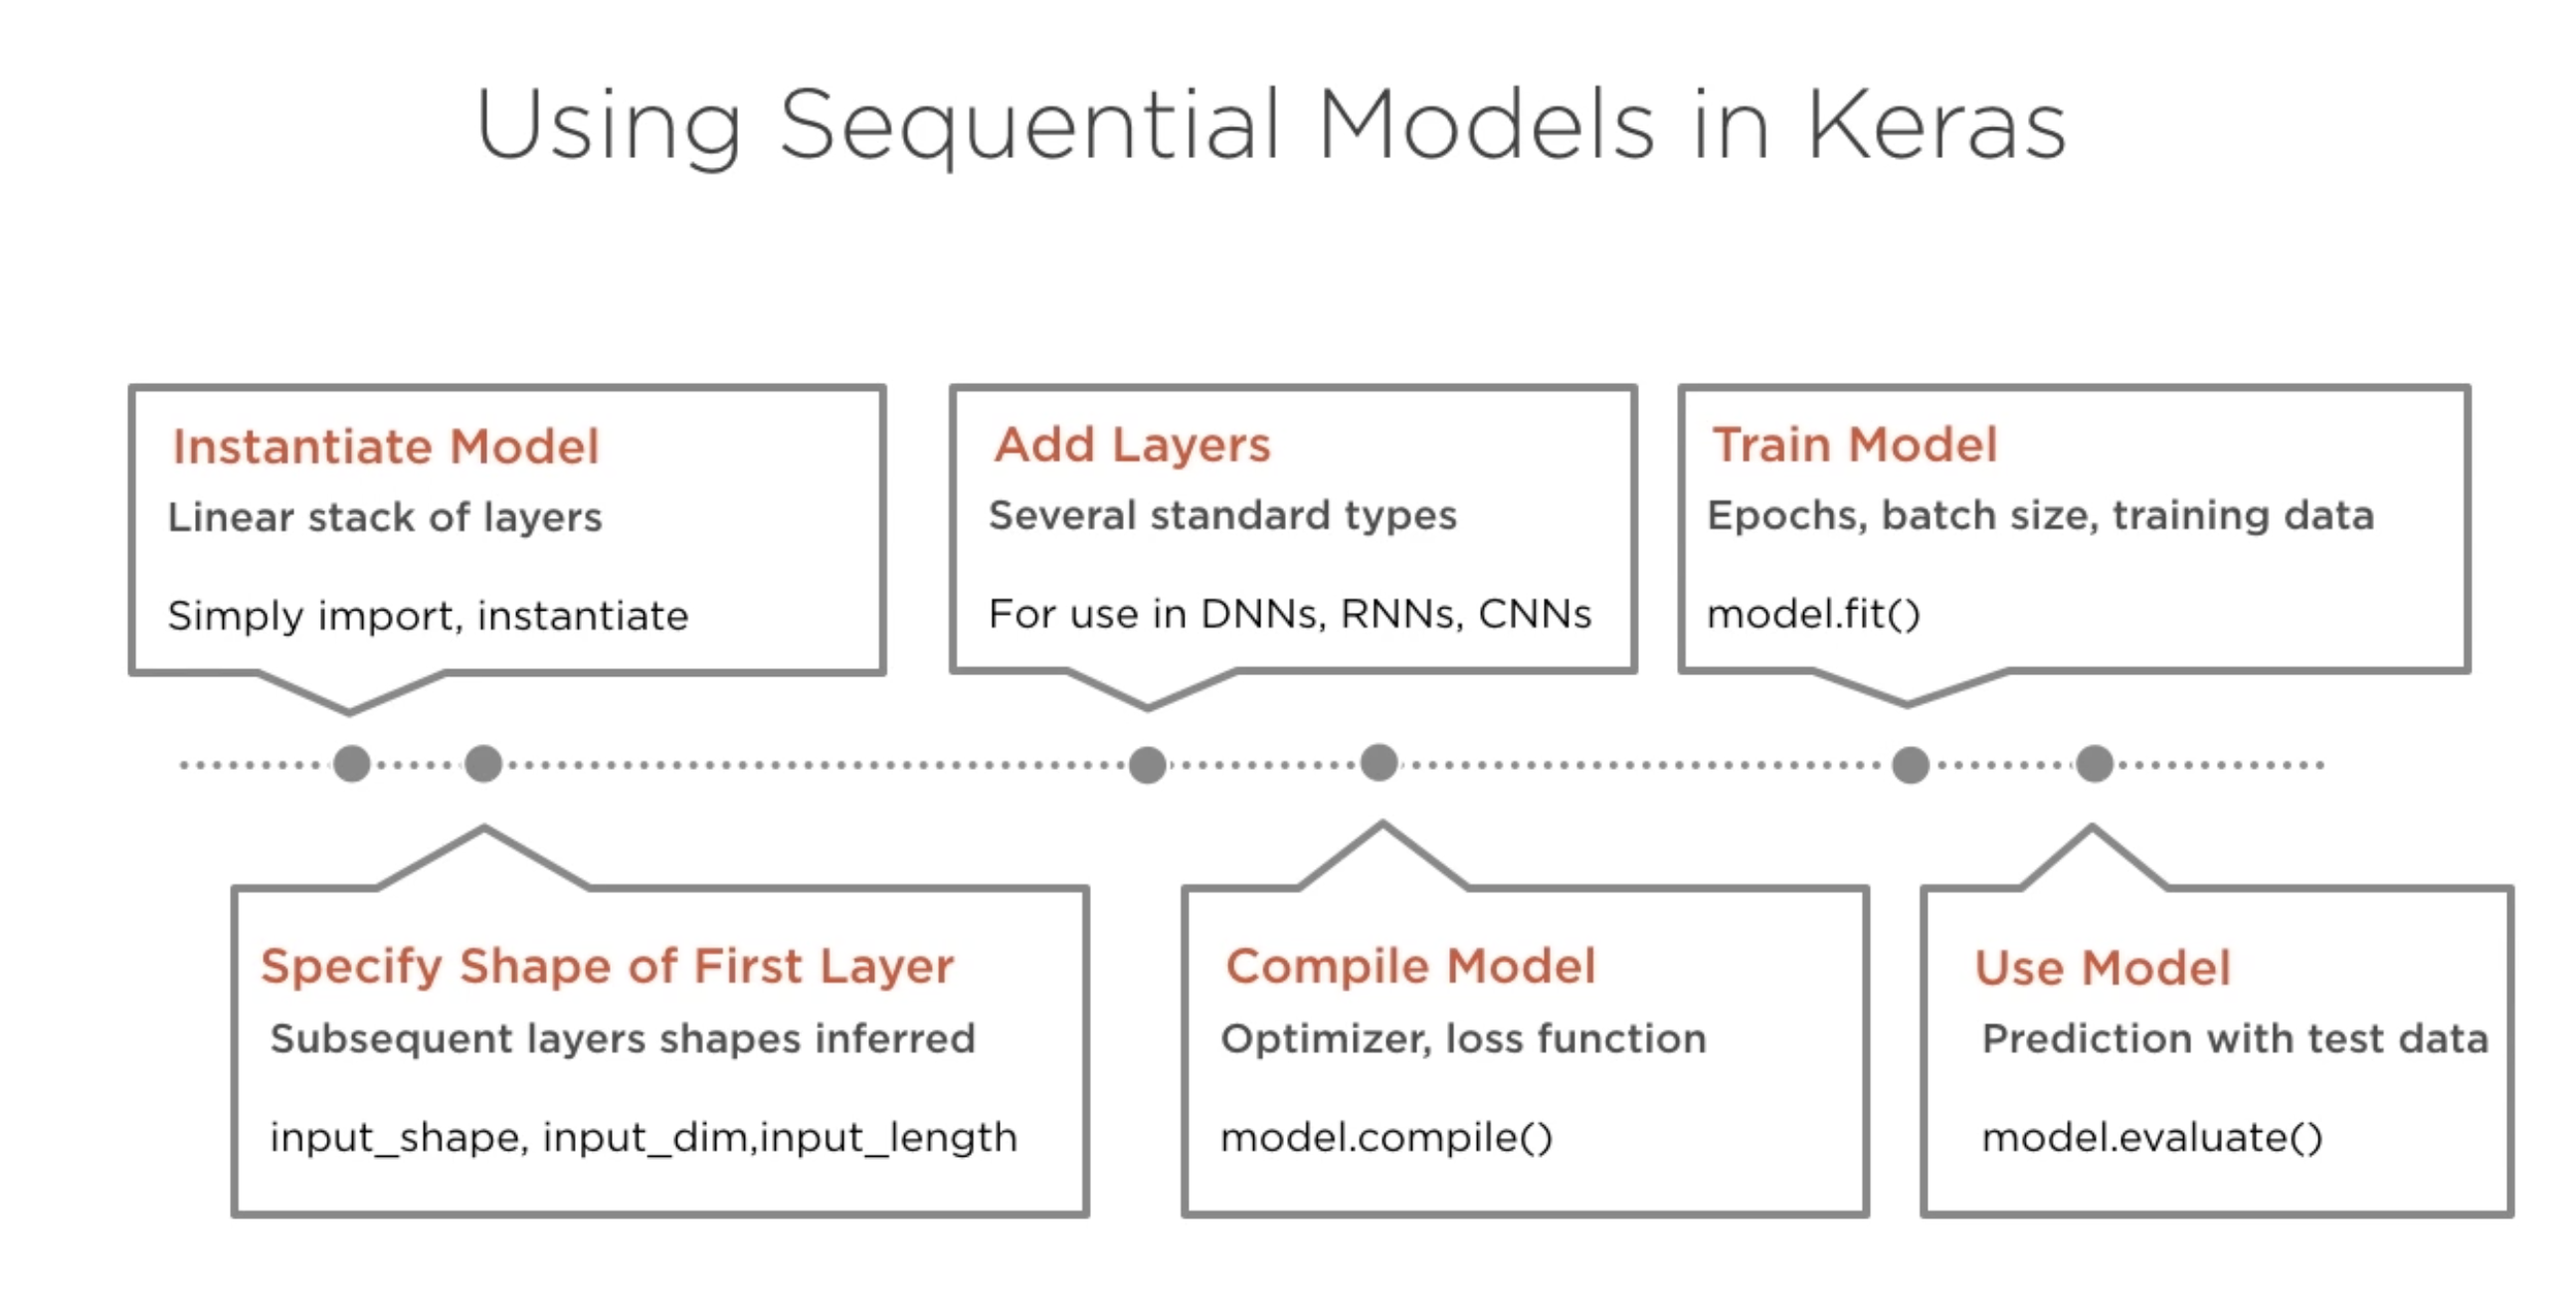 Using Sequential Models in Keras
Instantiate Model
Linear stack of layers
Simply import, instantiate
Add Layers
Several standard types
For use in DNNs, RNNs, CNNs
Train Model
Epochs, batch size, training data
model.fit()
Specify Shape of First Layer
Subsequent layers shapes inferred
input_shape, input_dim,input_length
Compile Model
Optimizer, loss function
model.compile()
Use Model
Prediction with test data
model.evaluate()